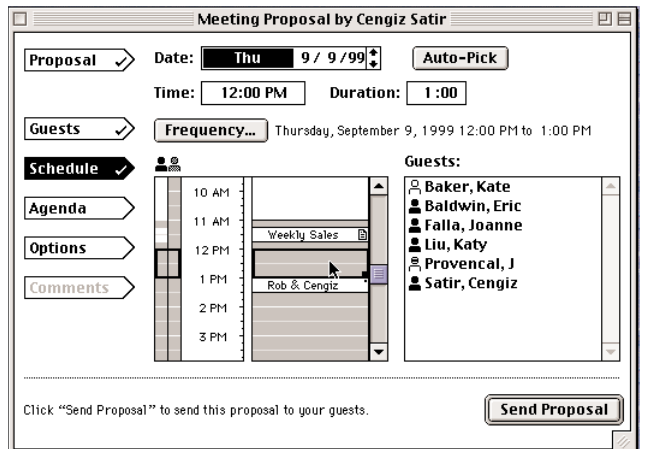 Meeting Proposal by Cengiz Satir
Proposal
Date: Thu 9/ 9/99 Auto-Pick
Time: 12:00 PM Duration: 1:00
Guests
Frequency... Thursday, September 9, 1999 12:00 PM to 1:00 PM
Schedule
Guests:
Agenda
Options
Comments
10 AM
11 AM
12 PM
1 PM
2 PM
3 PM
Weekly Sales
Rob & Cengiz
Baker, Kate
Baldwin, Eric
Falla, Joanne
Liu, Katy
Provencal, J
Satir, Cengiz
Click “Send Proposal” to send this proposal to your guests.
Send Proposal